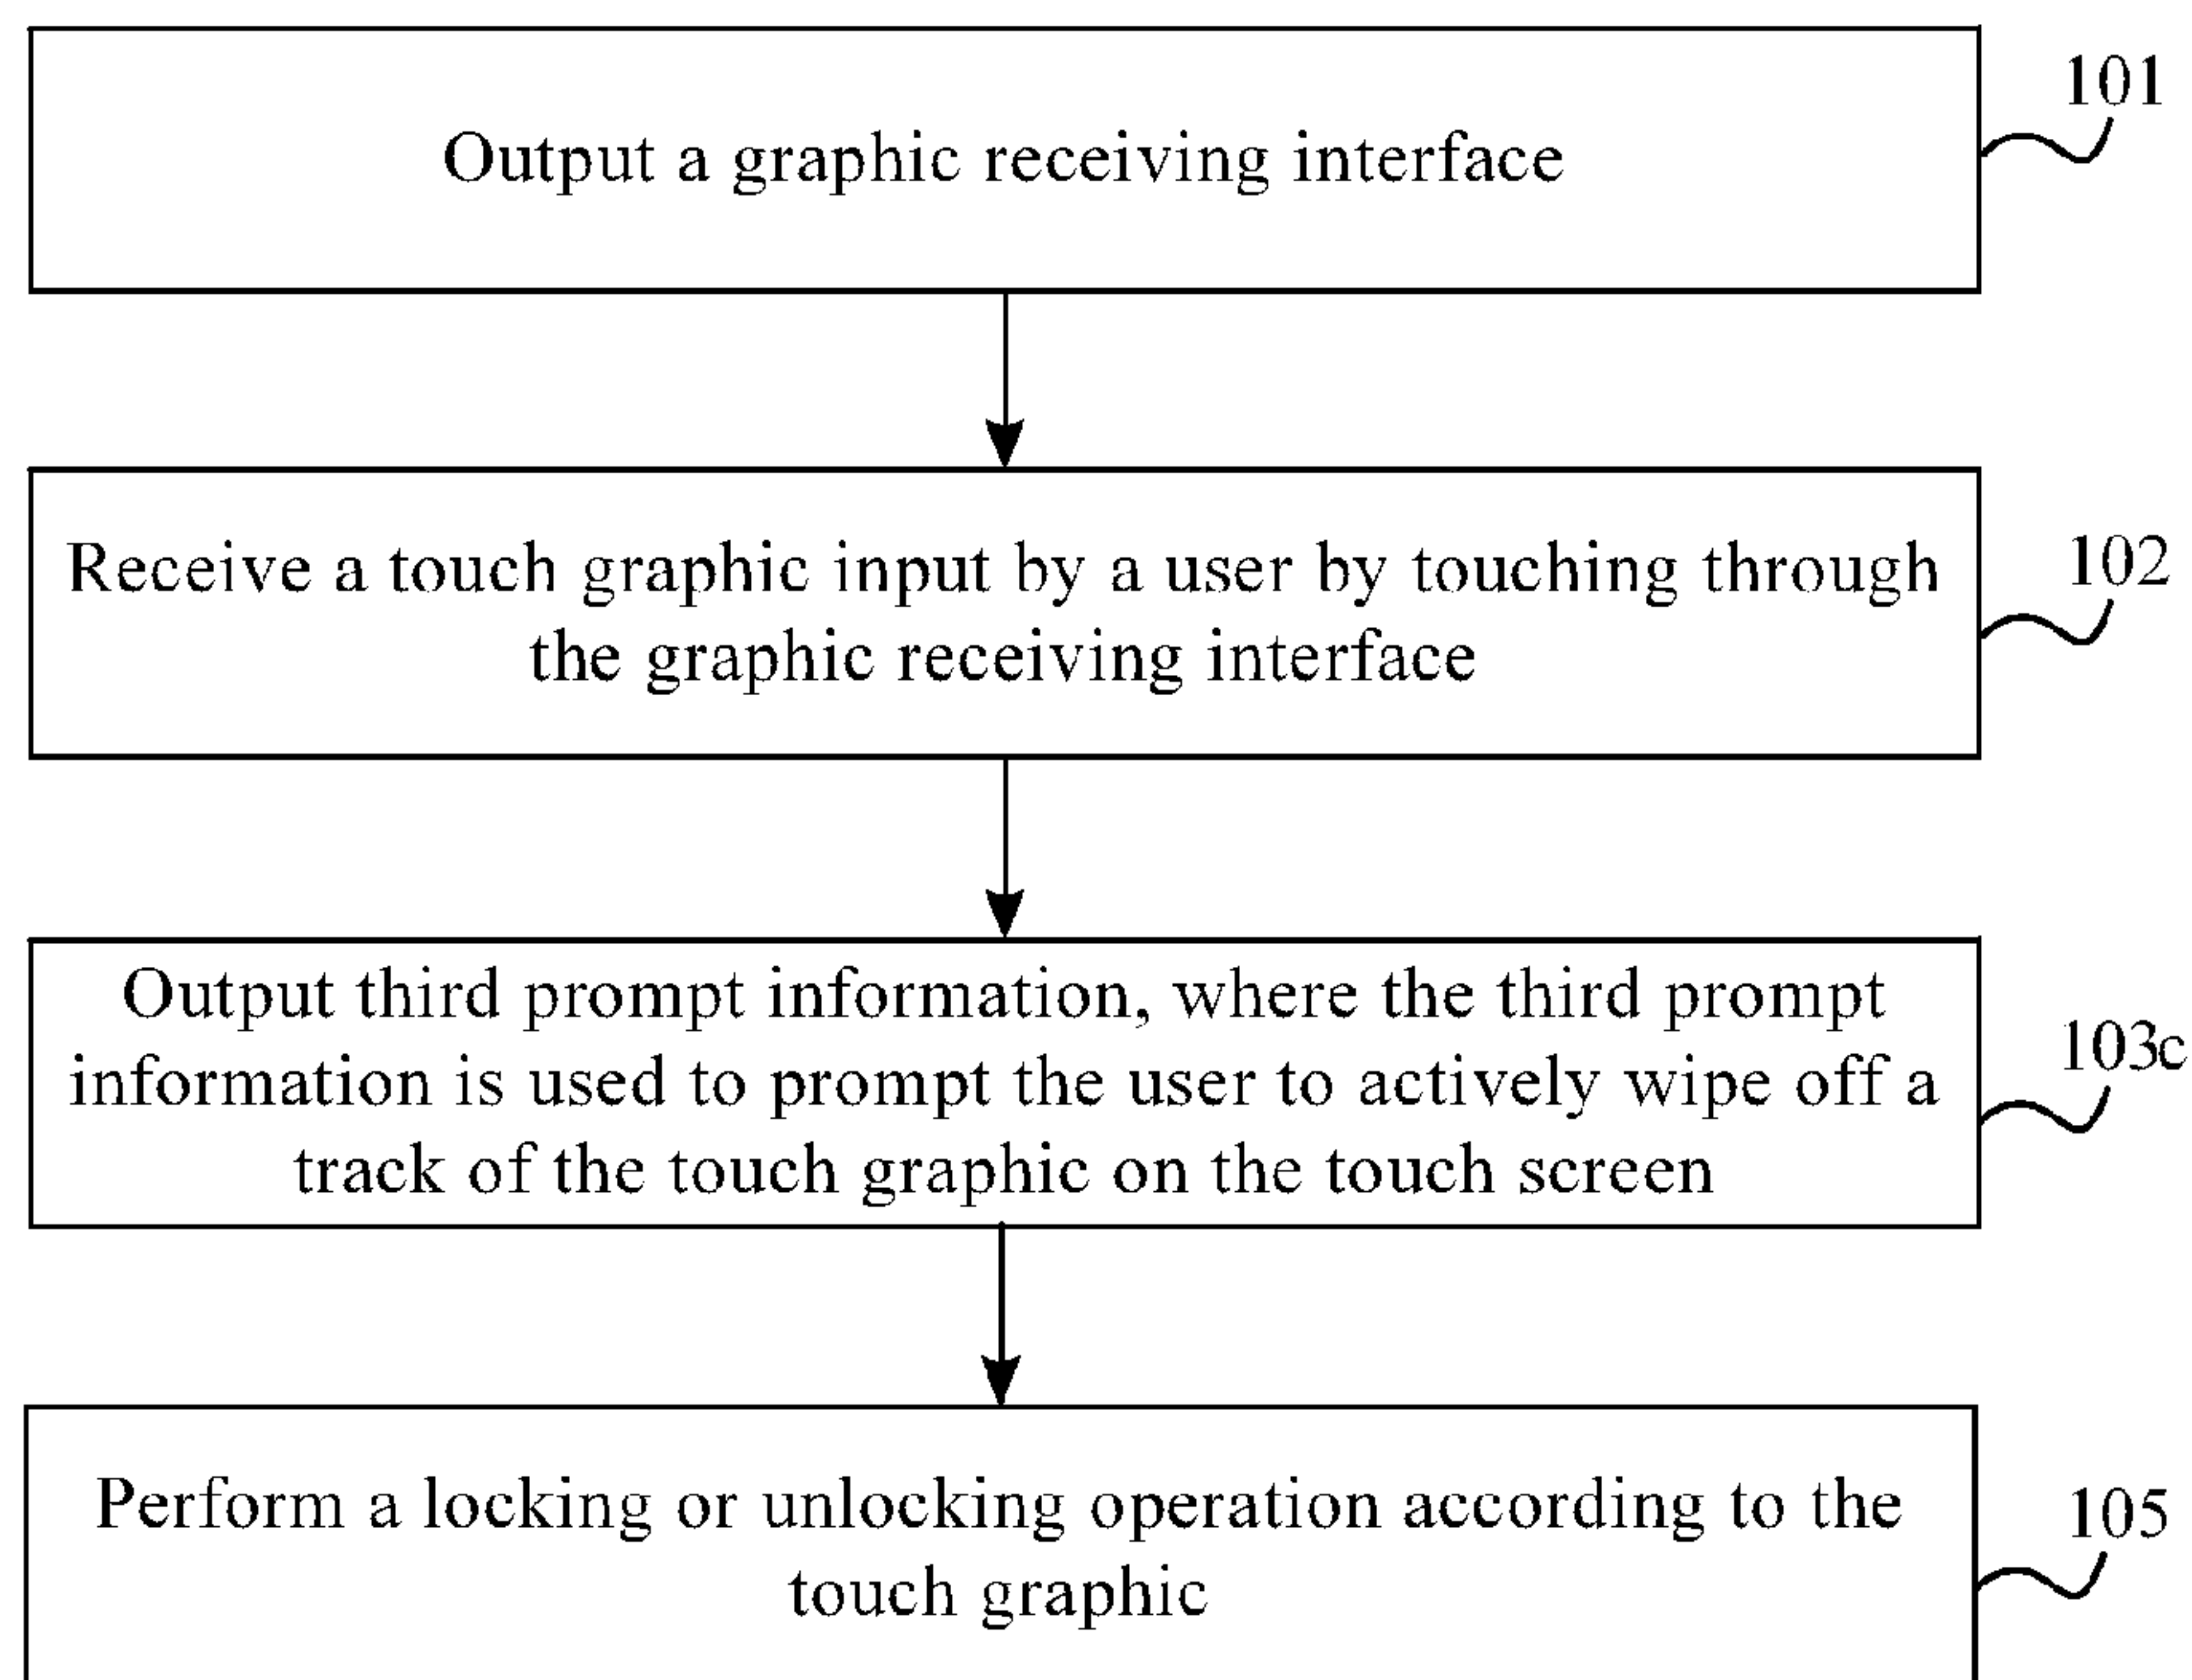 Output a graphic receiving interface
101
Receive a touch graphic input by a user by touching through
the graphic receiving interface
102
Output third prompt information, where the third prompt
information is used to prompt the user to actively wipe off a
track of the touch graphic on the touch screen
103c
Perform a locking or unlocking operation according to the
touch graphic
105